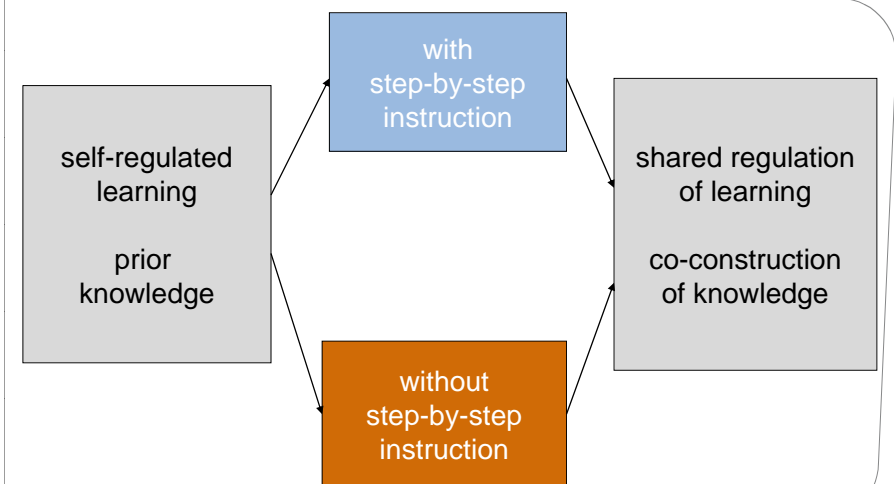 with
step-by-step
instruction
self-regulated
learning
prior
knowledge
shared regulation
of learning
co-construction
of knowledge
without
step-by-step
instruction